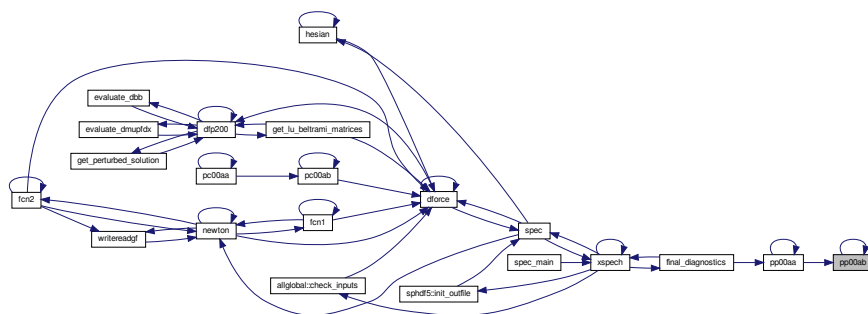 hesian
evaluate_dbb
evaluate_dmupfdx
dfp200
get_lu_beltrami_matrices
get_perturbed_solution
pc00aa
pc00ab
dforce
fcn2
fcn1
newton
spec
writereadgf
spec_main
xspech
final_diagnostics
pp00aa
pp00ab
allglobal::check_inputs
sphdf5::init_outfile